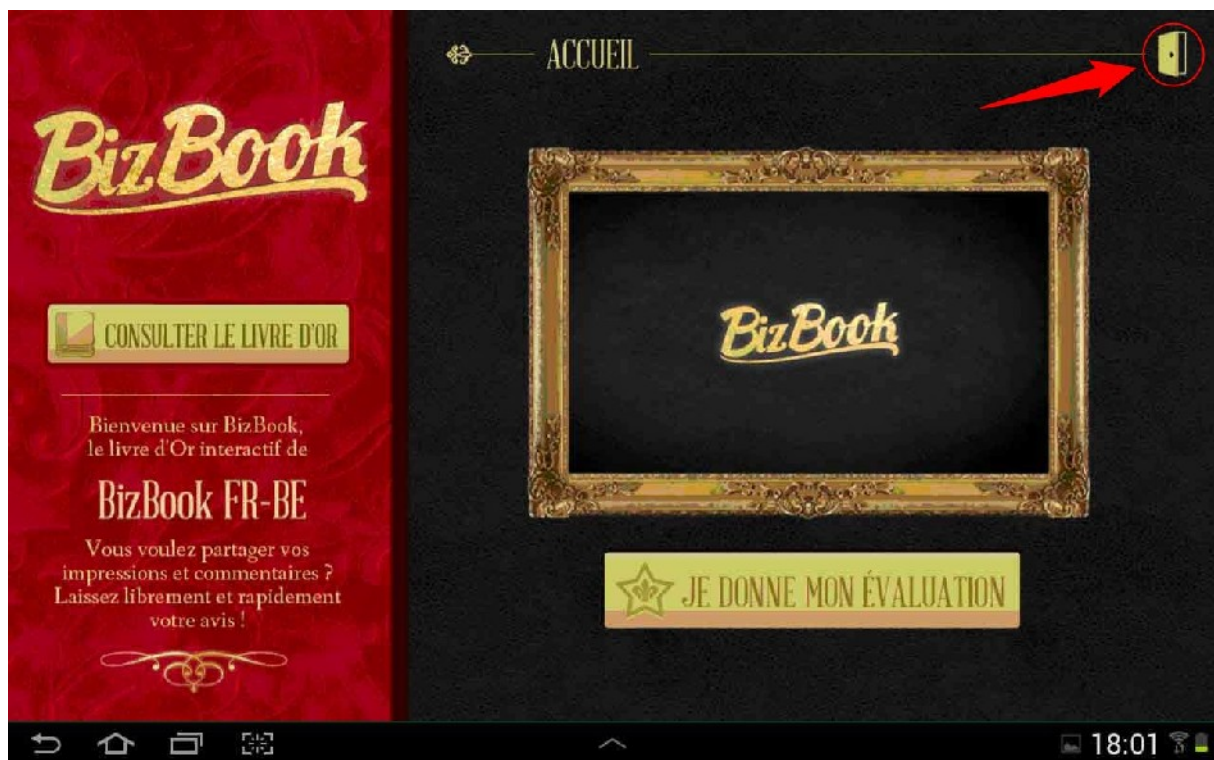 BizBook
CONSULTER LE LIVRE D'OR
Bienvenue sur BizBook,
le livre d'Or interactif de
BizBook FR-BE
Vous voulez partager vos
impressions et commentaires ?
Laissez librement et rapidement
votre avis !
ACCUEIL
BizBook
JE DONNE MON ÉVALUATION
18:01